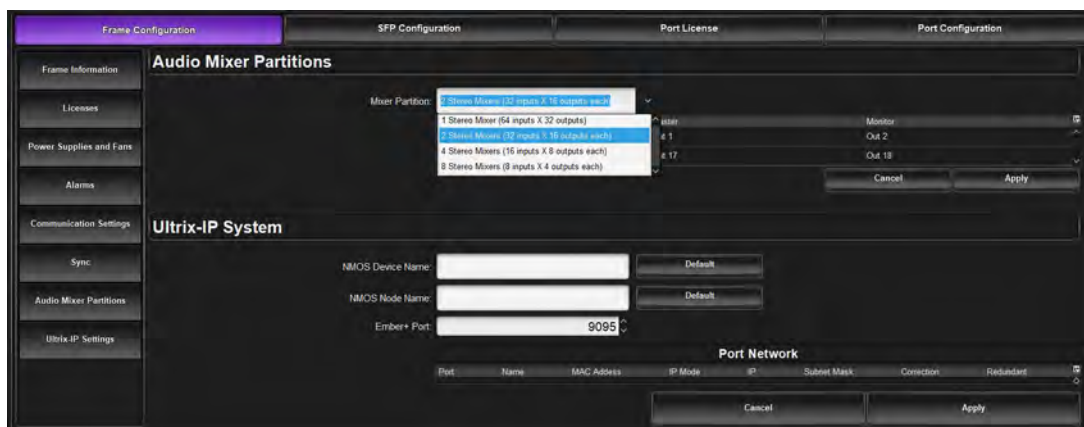 Frame Configuration
SFP Configuration
Port License
Port Configuration
Frame Information
Licenses
Power Supplies and Fans
Alarms
Communication Settings
Sync
Audio Mixer Partitions
Ultrix-IP Settings
Audio Mixer Partitions
Mixer Partition: 2 Stereo Mixers (32 inputs X 16 outputs each)
1 Stereo Mixer (64 inputs X 32 outputs)
2 Stereo Mixers (32 inputs X 16 outputs each)
4 Stereo Mixers (16 inputs X 8 outputs each)
8 Stereo Mixers (8 inputs X 4 outputs each)
Monitor
1 Out 2
17 Out 18
Cancel Apply
Ultrix-IP System
NMOS Device Name: Default
NMOS Node Name: Default
Ember+ Port: 9095
Port Network
Port Name MAC Address IP Mode IP Subnet Mask Correction Redundant
Cancel Apply